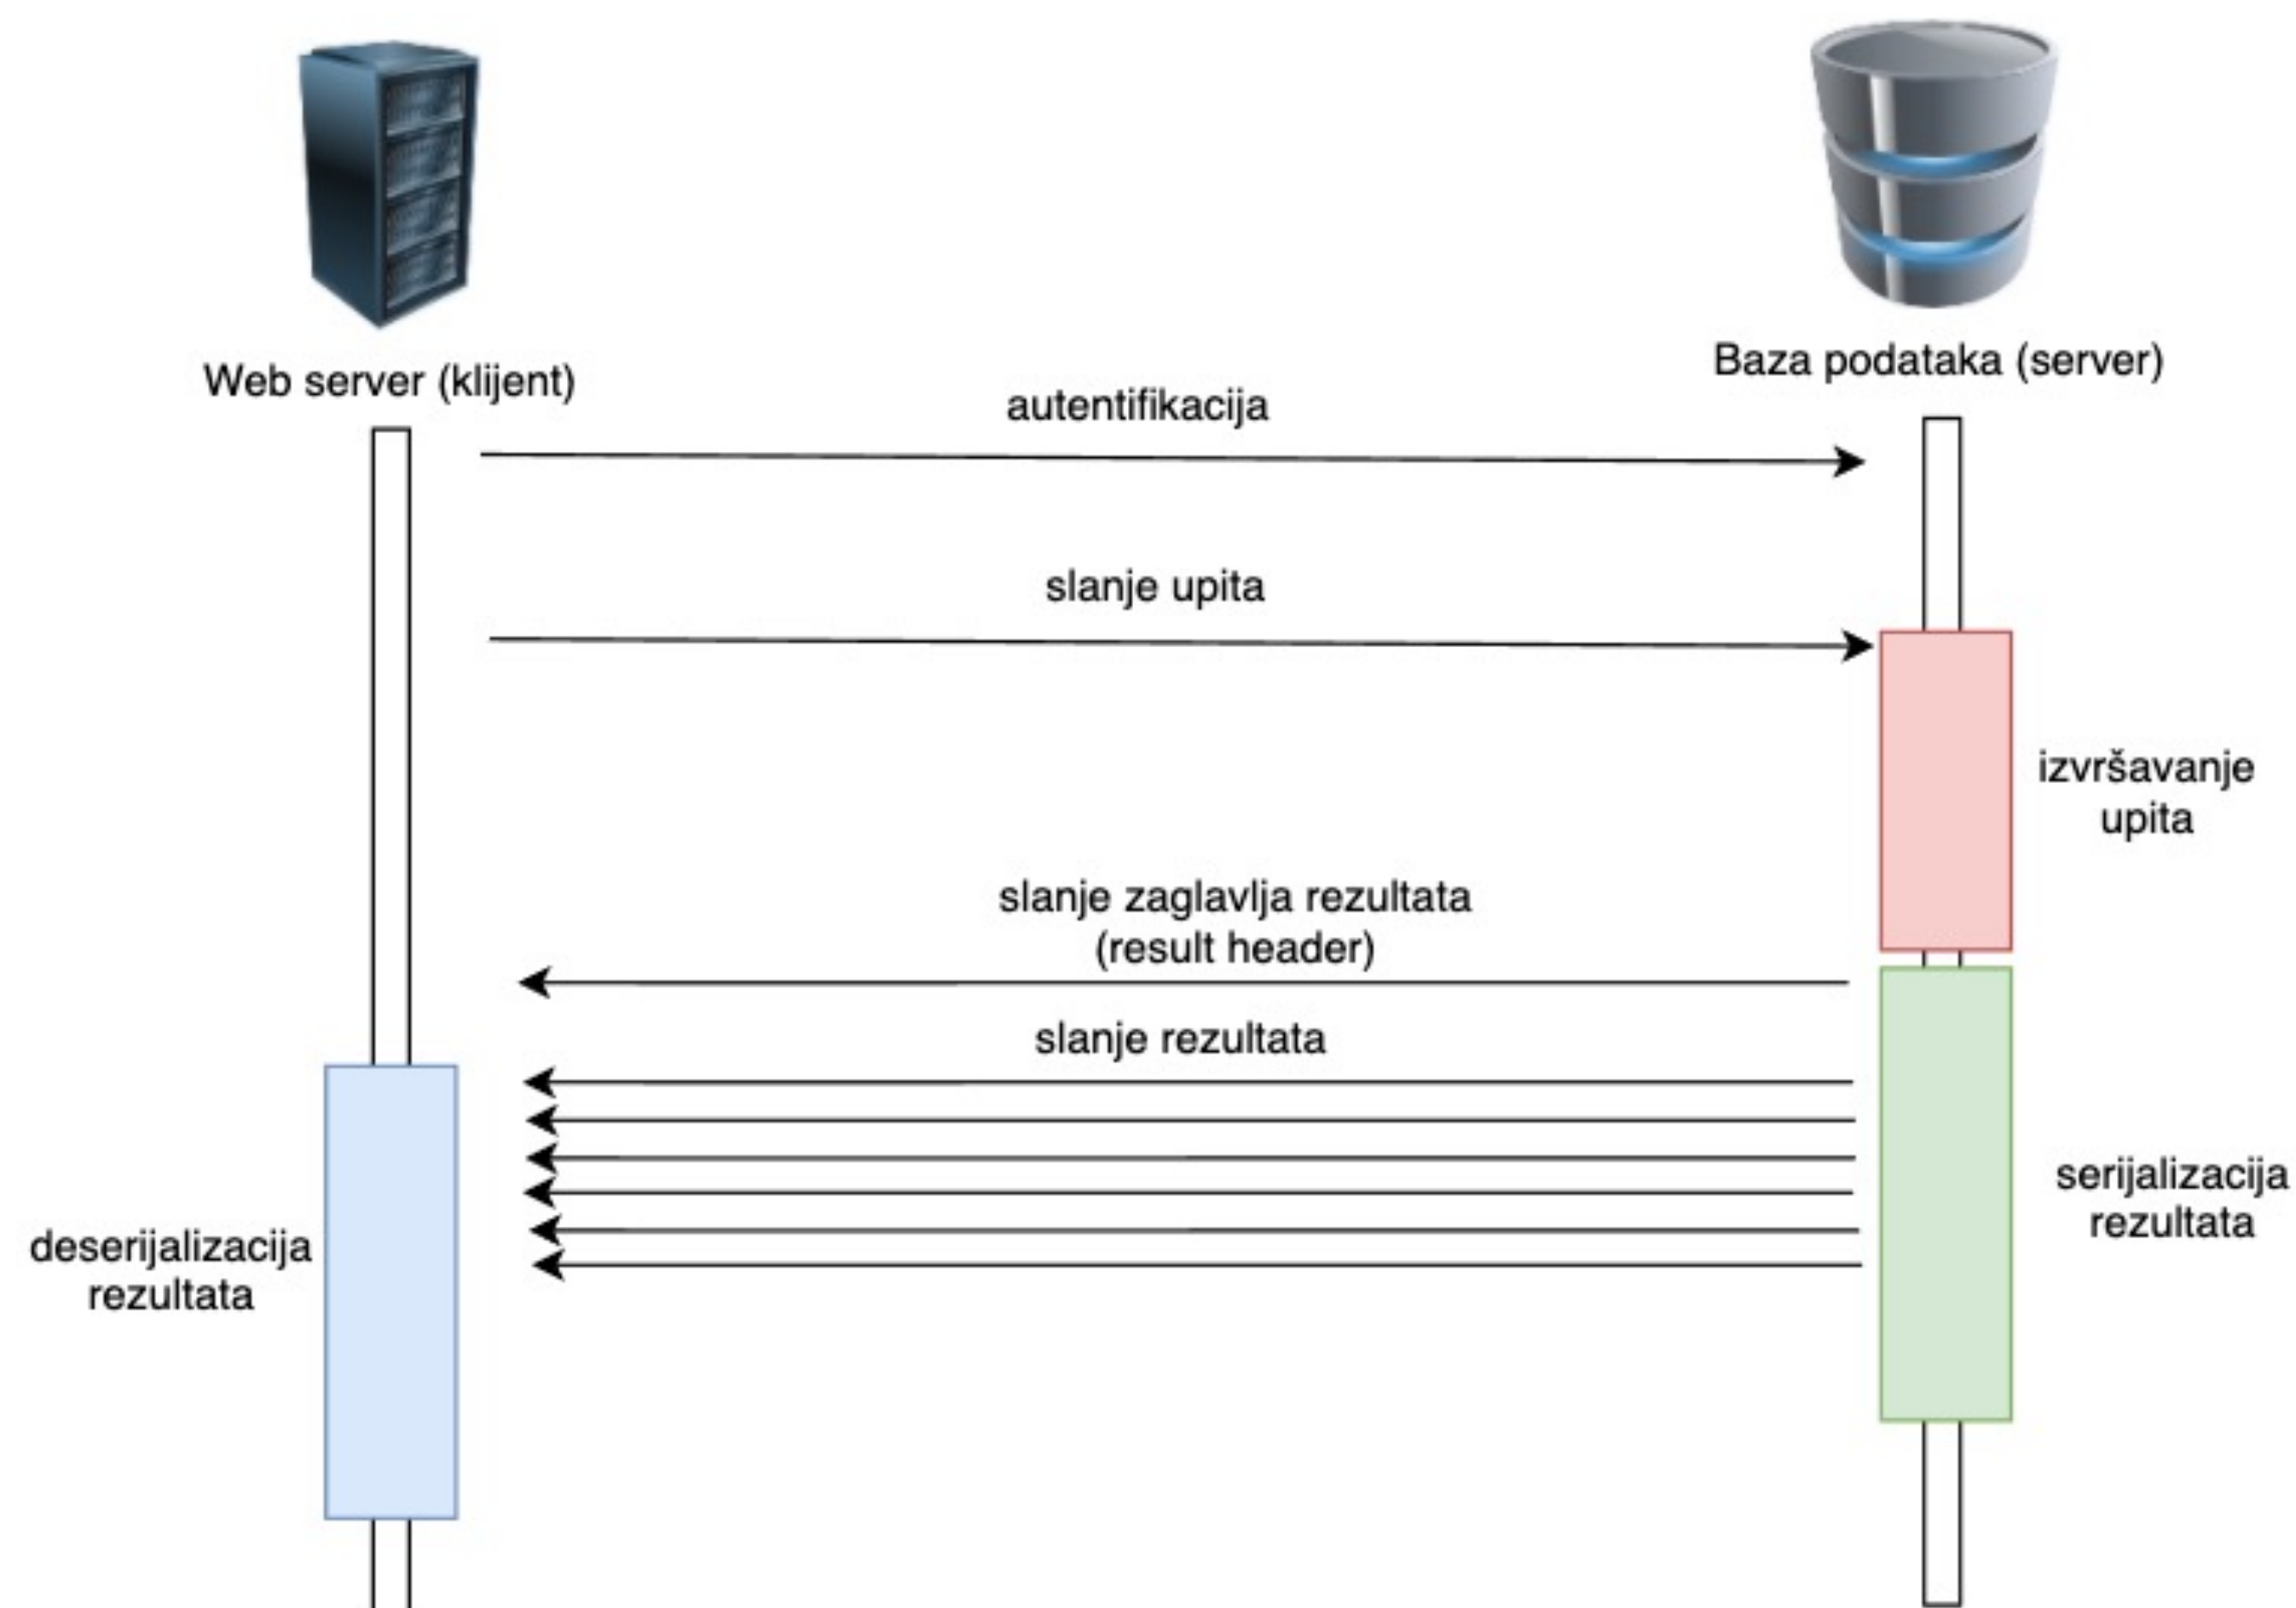 Web server (klijent)
Baza podataka (server)
autentifikacija
slanje upita
izvršavanje
upita
slanje zaglavlja rezultata
(result header)
slanje rezultata
serijalizacija
rezultata
deserijalizacija
rezultata